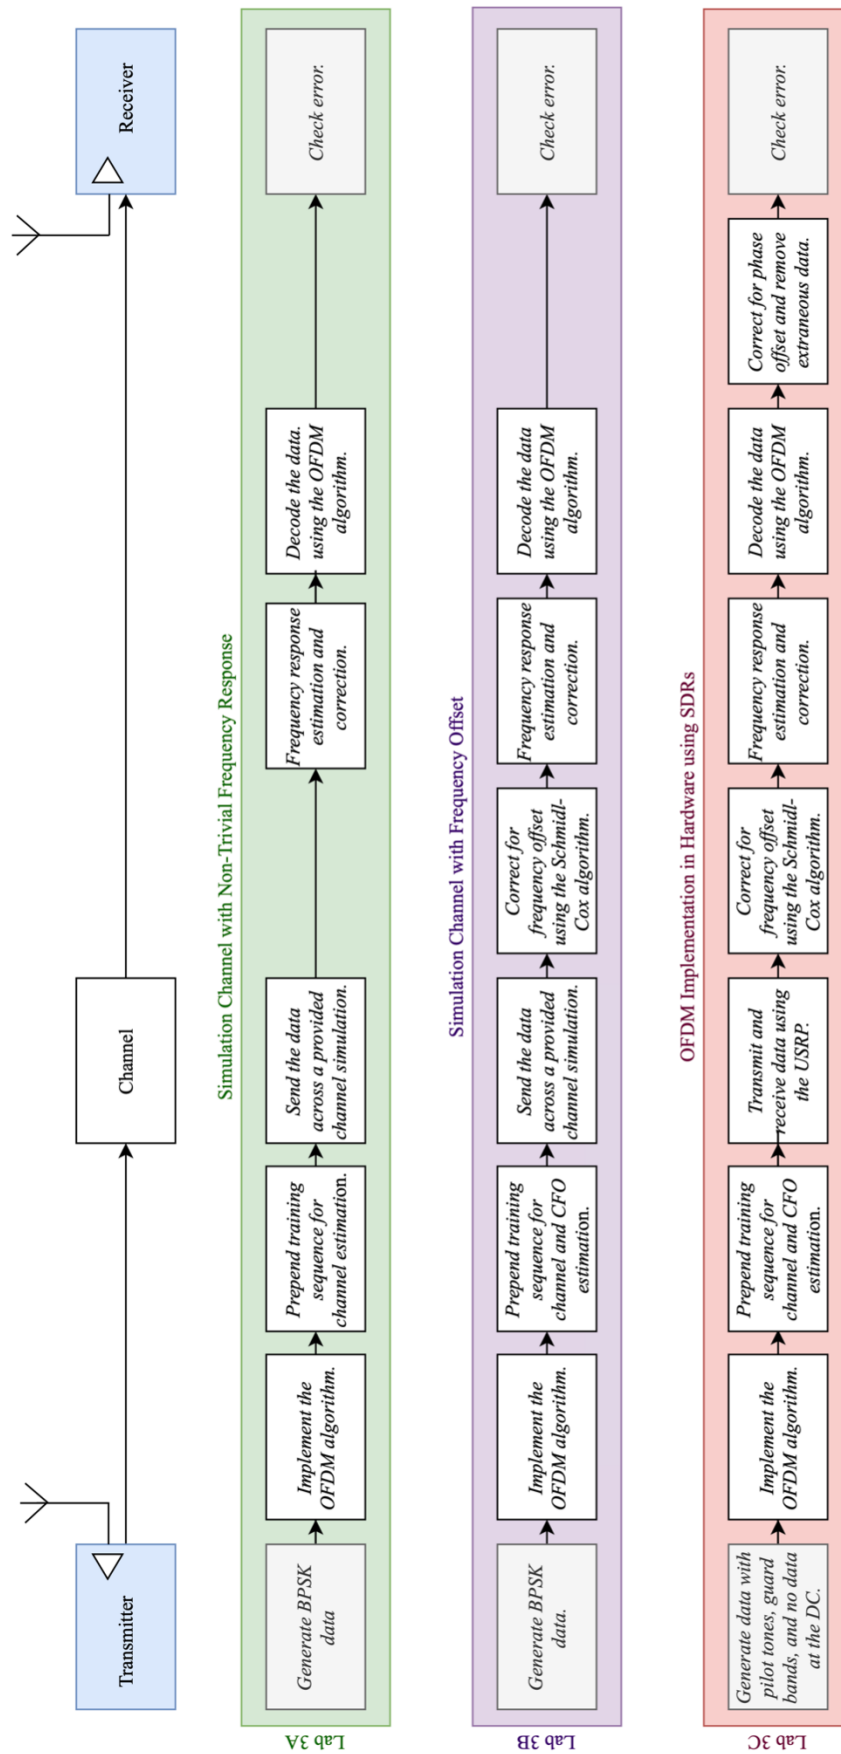 Transmitter
Channel
Receiver
Simulation Channel with Non-Trivial Frequency Response
Lab 3A
Generate BPSK
data
Implement the
OFDM algorithm.
Prepend training
sequence for
channel estimation.
Send the data
across a provided
channel simulation.
Frequency response
estimation and
correction.
Decode the data.
using the OFDM
algorithm.
Check error.
Simulation Channel with Frequency Offset
Lab 3B
Generate BPSK
data.
Implement the
OFDM algorithm.
Prepend training
sequence for
channel and CFO
estimation.
Send the data
across a provided
channel simulation.
Correct for
frequency offset
using the Schmidl-
Cox algorithm.
Frequency response
estimation and
correction.
Decode the data
using the OFDM
algorithm.
Check error.
OFDM Implementation in Hardware using SDRs
Lab 3C
Generate data with
pilot tones, guard
bands, and no data
at the DC.
Implement the
OFDM algorithm.
Prepend training
sequence for
channel and CFO
estimation.
Transmit and
receive data using
the USRP.
Correct for
frequency offset
using the Schmidl-
Cox algorithm.
Frequency response
estimation and
correction.
Decode the data
using the OFDM
algorithm.
Correct for phase
offset and remove
extraneous data.
Check error.